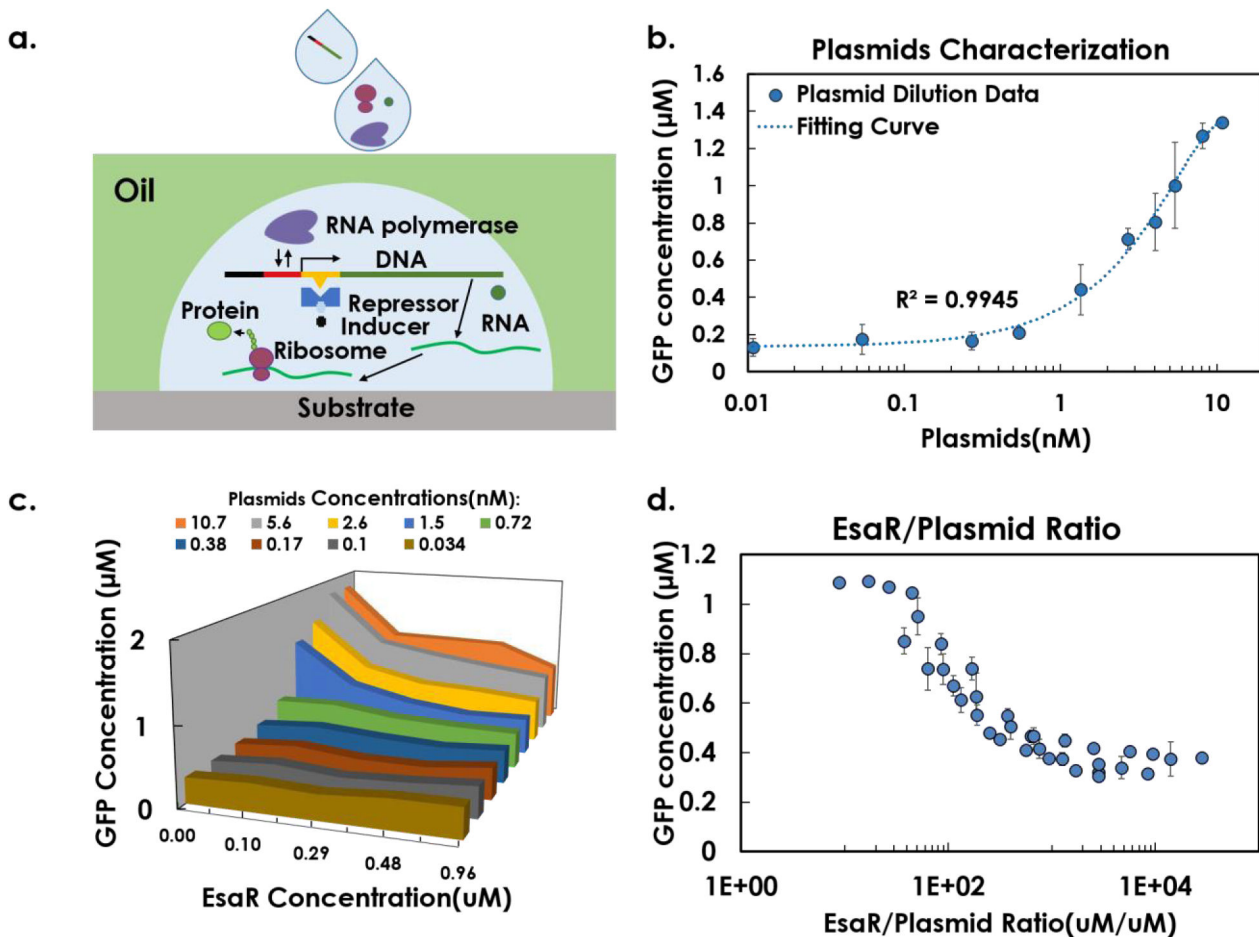 a.
Oil
RNA polymerase
DNA
Repressor
Inducer
RNA
Protein
Ribosome
Substrate
b.
Plasmids Characterization
GFP concentration (µM)
1.6
1.4
1.2
1
0.8
0.6
0.4
0.2
0
Plasmid Dilution Data
Fitting Curve
R² = 0.9945
0.01
0.1
1
10
Plasmids(nM)
c.
Plasmids Concentrations(nM):
10.7 5.6 2.6 1.5 0.72
0.38 0.17 0.1 0.034
GFP Concentration (µM)
2
1
0
0.00
0.10
0.29
0.48
0.96
EsaR Concentration(uM)
d.
EsaR/Plasmid Ratio
GFP concentration (µM)
1.2
1
0.8
0.6
0.4
0.2
0
1E+00
1E+02
1E+04
EsaR/Plasmid Ratio(uM/uM)